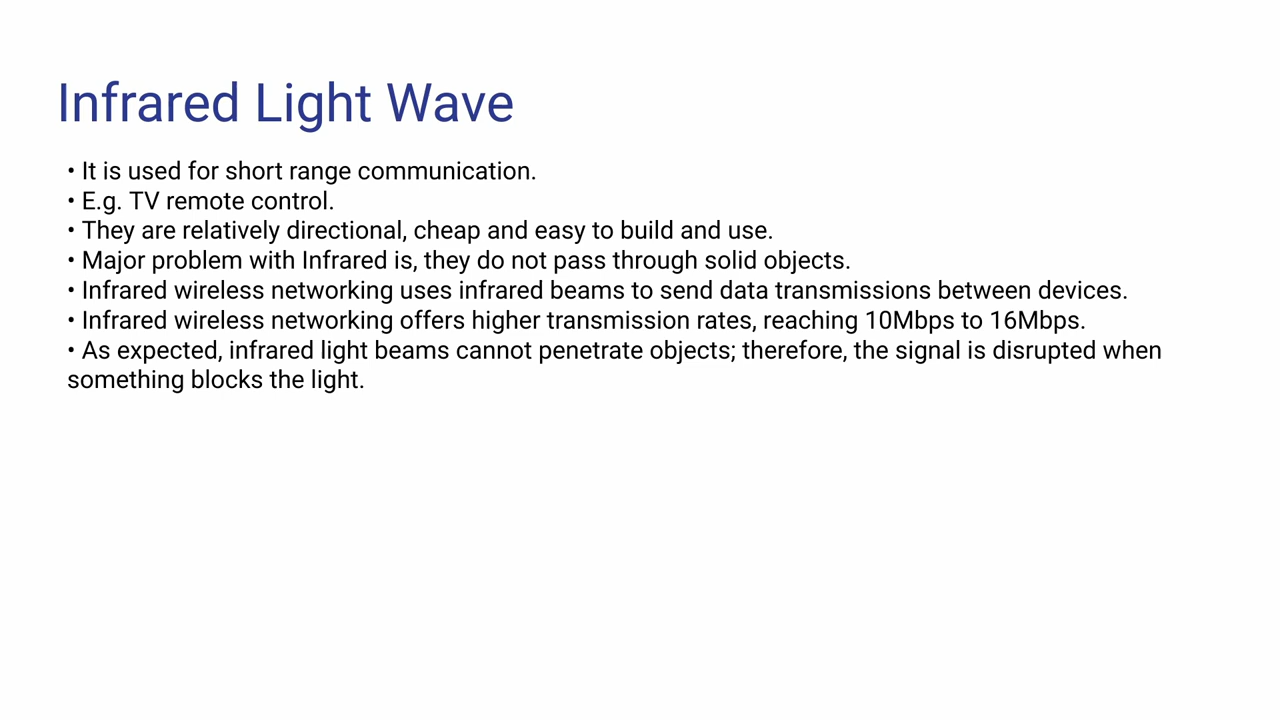 Infrared Light Wave
• It is used for short range communication.
• E.g. TV remote control.
• They are relatively directional, cheap and easy to build and use.
• Major problem with Infrared is, they do not pass through solid objects.
• Infrared wireless networking uses infrared beams to send data transmissions between devices.
• Infrared wireless networking offers higher transmission rates, reaching 10Mbps to 16Mbps.
• As expected, infrared light beams cannot penetrate objects; therefore, the signal is disrupted when
something blocks the light.